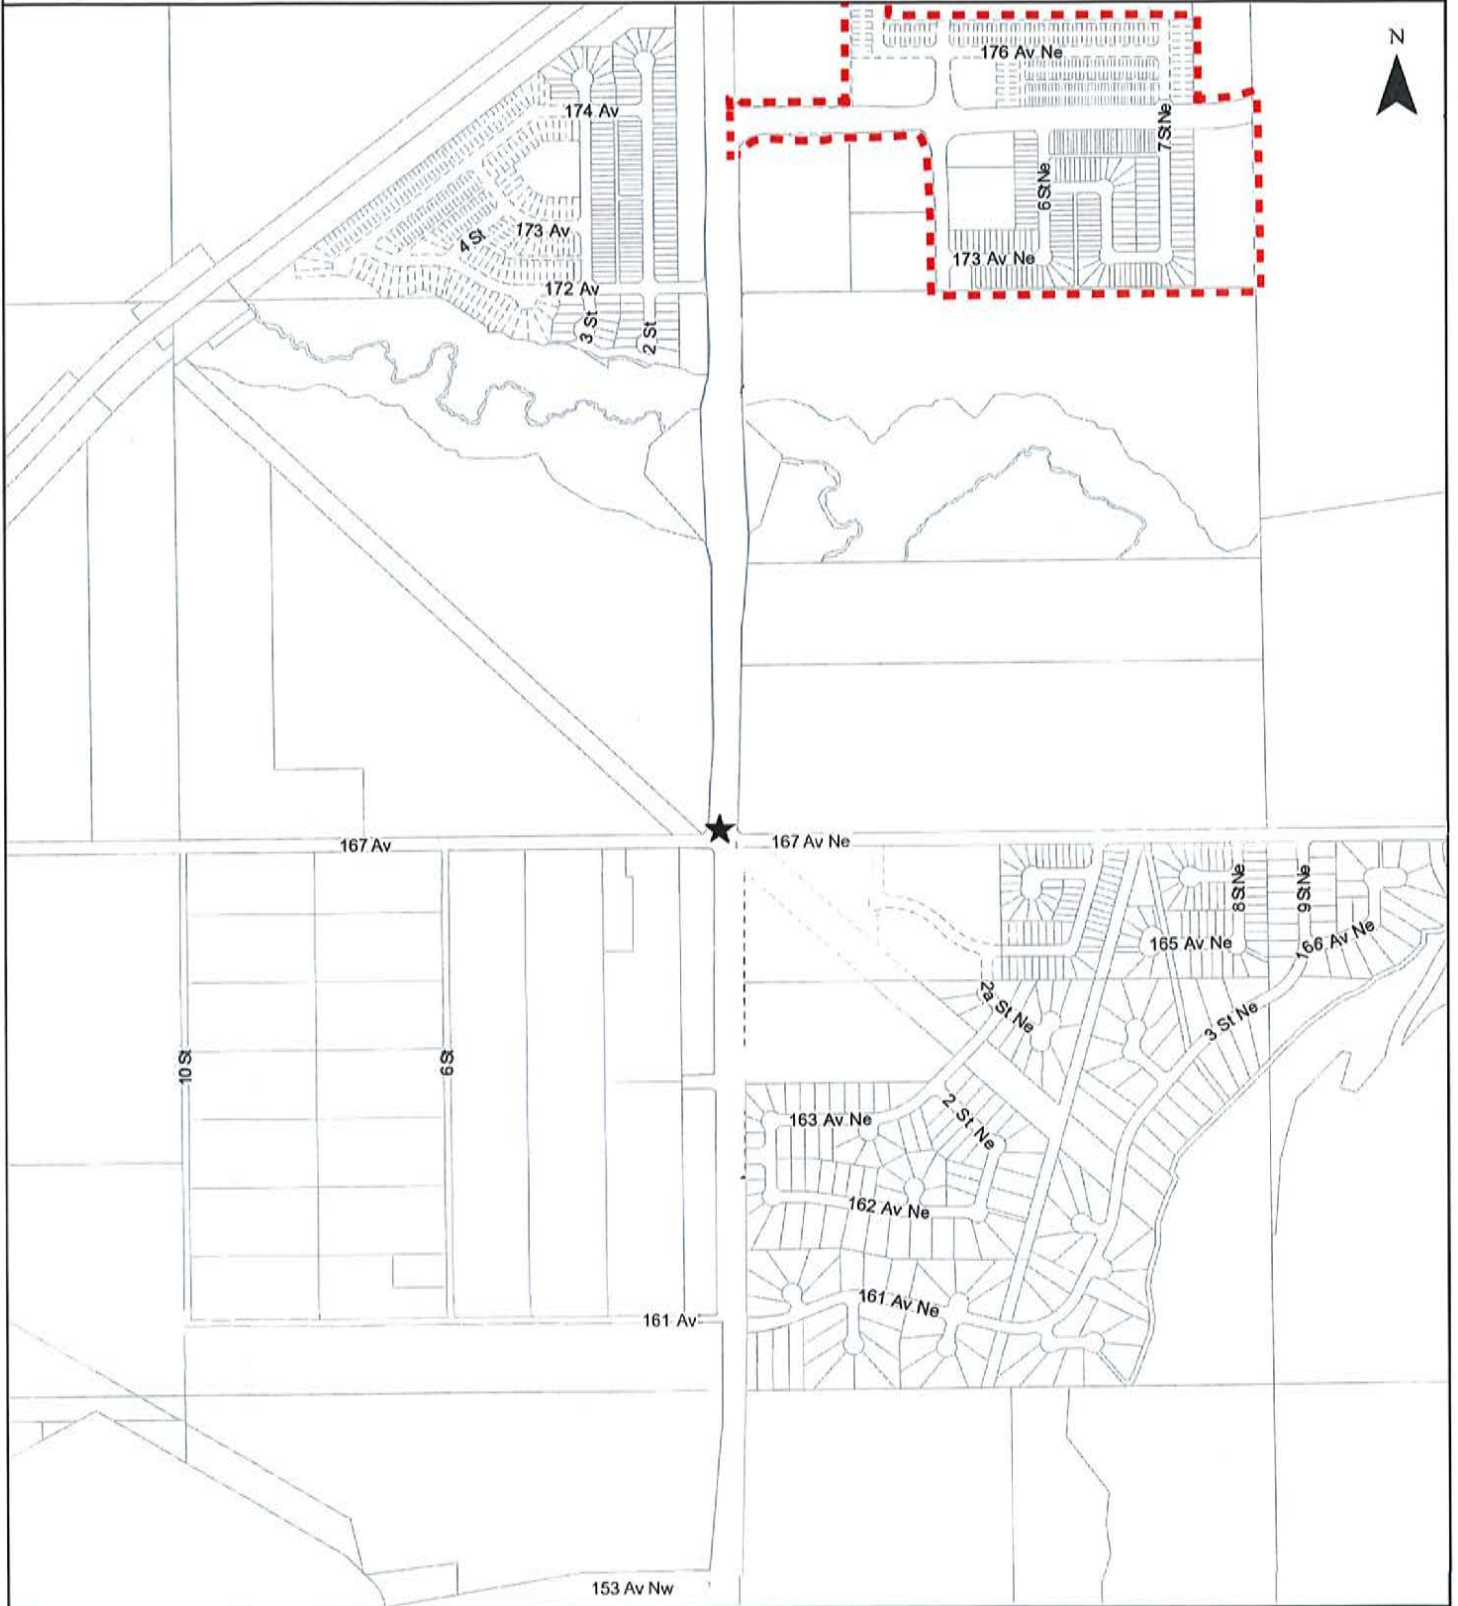 N
176 Av Ne
174 Av
7 St Ne
6 St Ne
4 St
173 Av
173 Av Ne
172 Av
3 St
2 St
167 Av
167 Av Ne
8 St Ne
9 St Ne
165 Av Ne
166 Av Ne
2a St Ne
3 St Ne
10 St
6 St
163 Av Ne
2 St Ne
162 Av Ne
161 Av Ne
161 Av
153 Av Nw